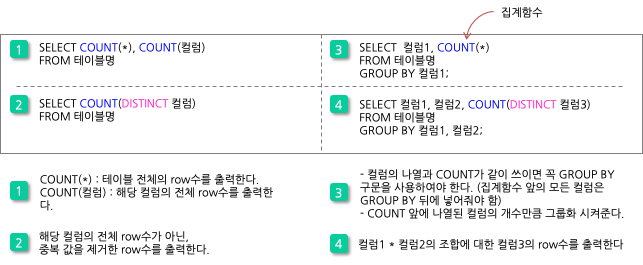 집계함수
1 SELECT COUNT(*), COUNT(컬럼)
FROM 테이블명
3 SELECT 컬럼1, COUNT(*)
FROM 테이블명
GROUP BY 컬럼1;
2 SELECT COUNT(DISTINCT 컬럼)
FROM 테이블명
4 SELECT 컬럼1, 컬럼2, COUNT(DISTINCT 컬럼3)
FROM 테이블명
GROUP BY 컬럼1, 컬럼2;
1 COUNT(*) : 테이블 전체의 row수를 출력한다.
COUNT(컬럼) : 해당 컬럼의 전체 row수를 출력한
다.
3 - 컬럼의 나열과 COUNT가 같이 쓰이면 꼭 GROUP BY
구문을 사용하여야 한다. (집계함수 앞의 모든 컬럼은
GROUP BY 뒤에 넣어줘야 함)
- COUNT 앞에 나열된 컬럼의 개수만큼 그룹화 시켜준다.
2 해당 컬럼의 전체 row수가 아닌,
중복 값을 제거한 row수를 출력한다.
4 컬럼1 * 컬럼2의 조합에 대한 컬럼3의 row수를 출력한다